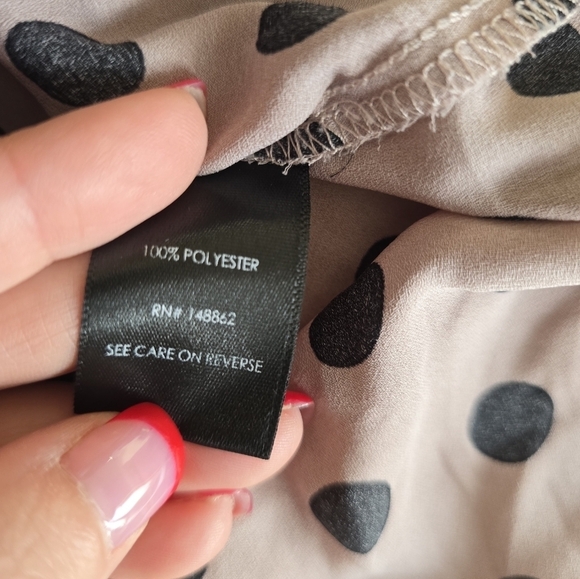 100% POLYESTER
RN# 148862
SEE CARE ON REVERSE